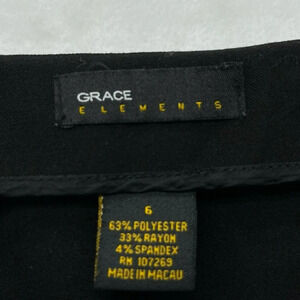 GRACE
ELEMENTS
6
63% POLYESTER
33% RAYON
4% SPANDEX
RN 107269
MADE IN MACAU